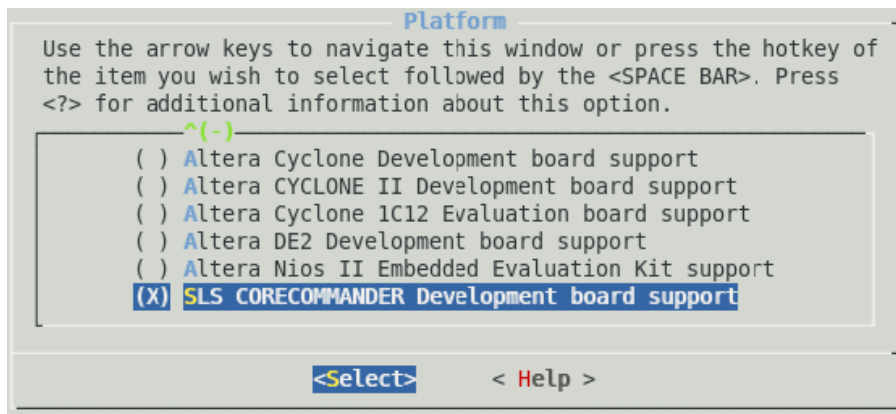 Platform
Use the arrow keys to navigate this window or press the hotkey of
the item you wish to select followed by the <SPACE BAR>. Press
<?> for additional information about this option.
^(-)
( ) Altera Cyclone Development board support
( ) Altera CYCLONE II Development board support
( ) Altera Cyclone 1C12 Evaluation board support
( ) Altera DE2 Development board support
( ) Altera Nios II Embedded Evaluation Kit support
(X) SLS CORECOMMANDER Development board support
<Select> < Help >